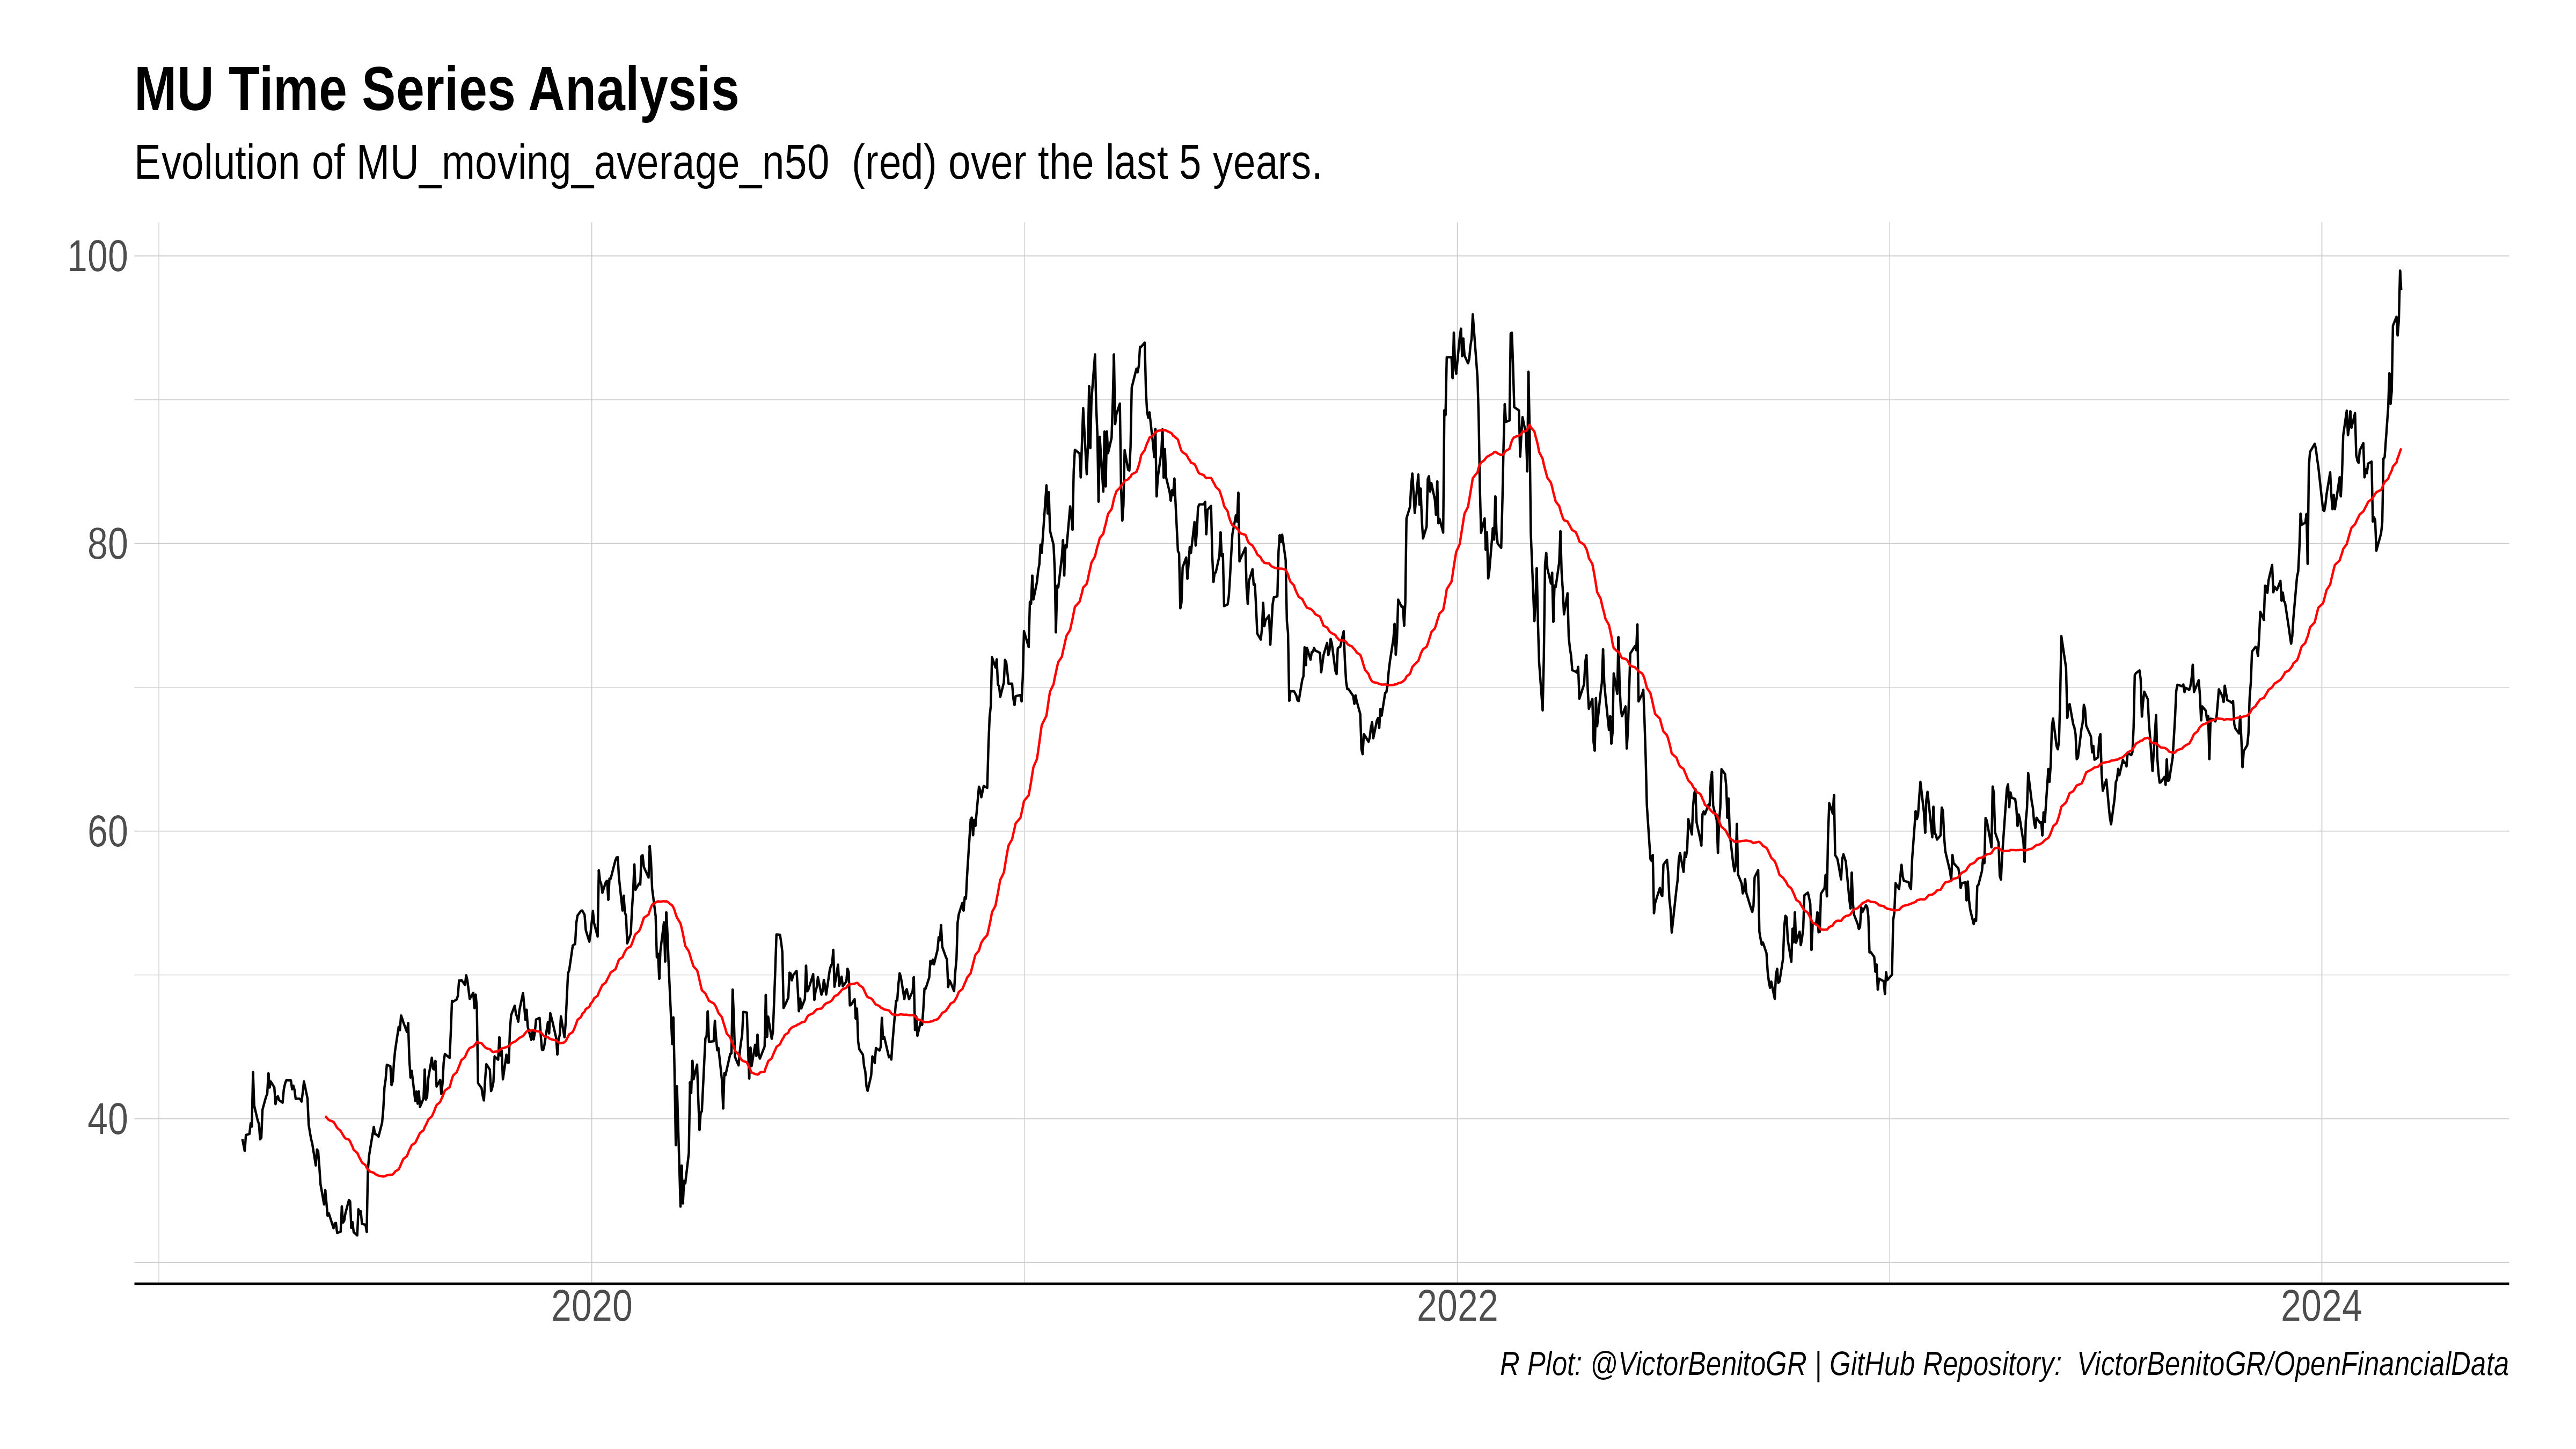 MU Time Series Analysis
Evolution of MU_moving_average_n50  (red) over the last 5 years.
100
80
60
40
2020 2022 2024
R Plot: @VictorBenitoGR | GitHub Repository:  VictorBenitoGR/OpenFinancialData